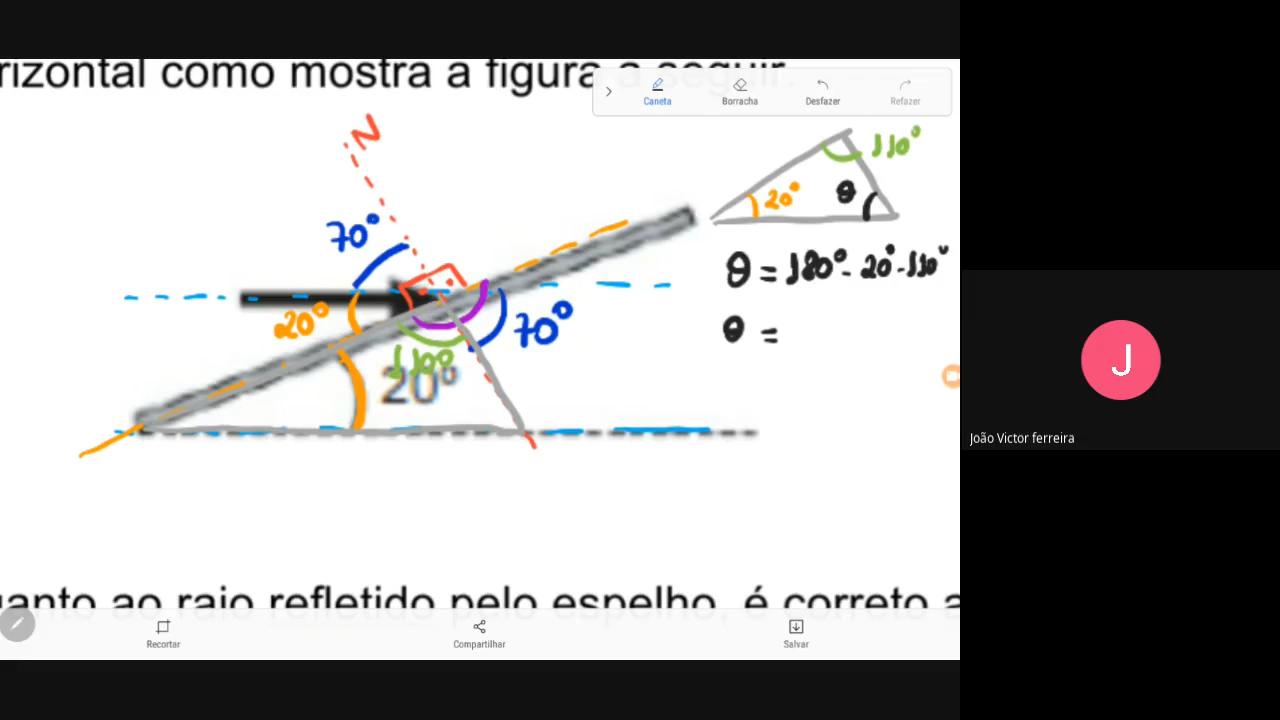 rizontal como mostra a figura a seguir.
Caneta
Borracha
Desfazer
Refazer
N
70°
20°
110°
θ
20°
70°
110°
20°
θ = 180° - 20° - 110°
θ =
J
João Victor ferreira
uanto ao raio refletido pelo espelho, é correto a
Recortar
Compartilhar
Salvar